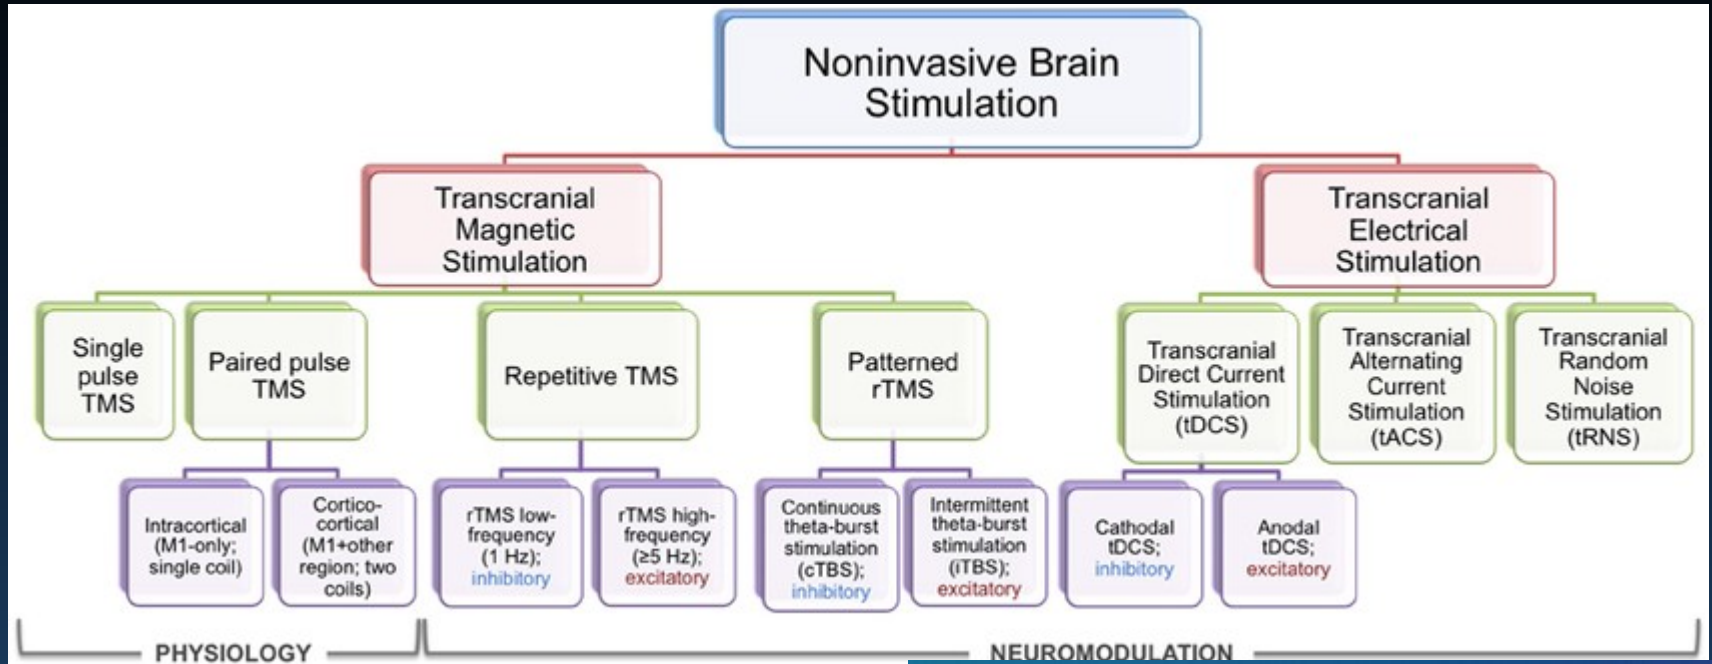 Noninvasive Brain
Stimulation
Transcranial
Magnetic
Stimulation
Transcranial
Electrical
Stimulation
Single
pulse
TMS
Paired pulse
TMS
Repetitive TMS
Patterned
rTMS
Transcranial
Direct Current
Stimulation
(tDCS)
Transcranial
Alternating
Current
Stimulation
(tACS)
Transcranial
Random
Noise
Stimulation
(tRNS)
Intracortical
(M1-only;
single coil)
Cortico-
cortical
(M1+other
region; two
coils)
rTMS low-
frequency
(1 Hz);
inhibitory
rTMS high-
frequency
(≥5 Hz);
excitatory
Continuous
theta-burst
stimulation
(cTBS);
inhibitory
Intermittent
theta-burst
stimulation
(iTBS);
excitatory
Cathodal
tDCS;
inhibitory
Anodal
tDCS;
excitatory
PHYSIOLOGY
NEUROMODULATION